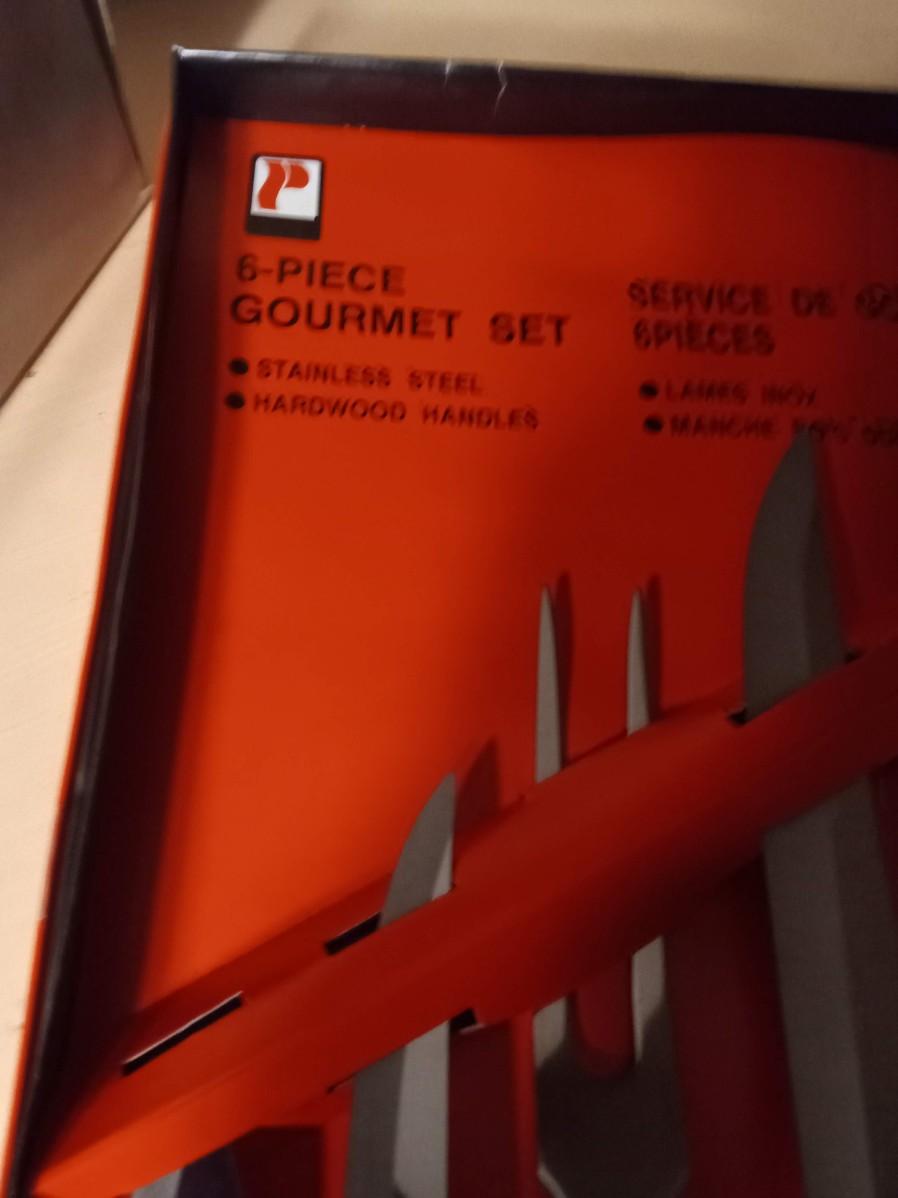 P
6-PIECE
GOURMET SET
• STAINLESS STEEL
• HARDWOOD HANDLES
SERVICE DE
6PIECES
• LAMES INOX
• MANCHE